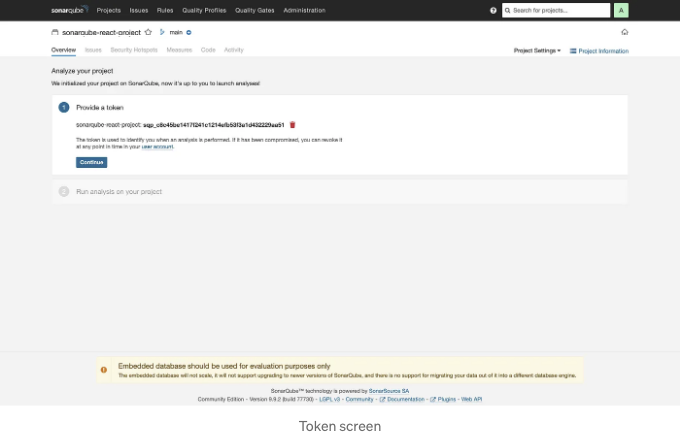 sonarqube Projects Issues Rules Quality Profiles Quality Gates Administration Search for projects... A
sonarqube-react-project main
Overview Issues Security Hotspots Measures Code Activity Project Settings Project Information
Analyze your project
We initialized your project on SonarQube, now it's up to you to launch analyses!
1 Provide a token
sonarqube-react-project:
The token is used to identify you when an analysis is performed. If it has been compromised, you can revoke it
at any point in time in your user account.
Continue
2 Run analysis on your project
Embedded database should be used for evaluation purposes only
The embedded database will not scale, it will not support upgrading to newer versions of SonarQube, and there is no support for migrating your data out of it into a different database engine.
SonarQube™ technology is powered by SonarSource SA
Community Edition - Version 9.9.2 (build 77730) - LGPL v3 - Community - Documentation - Plugins - Web API
Token screen